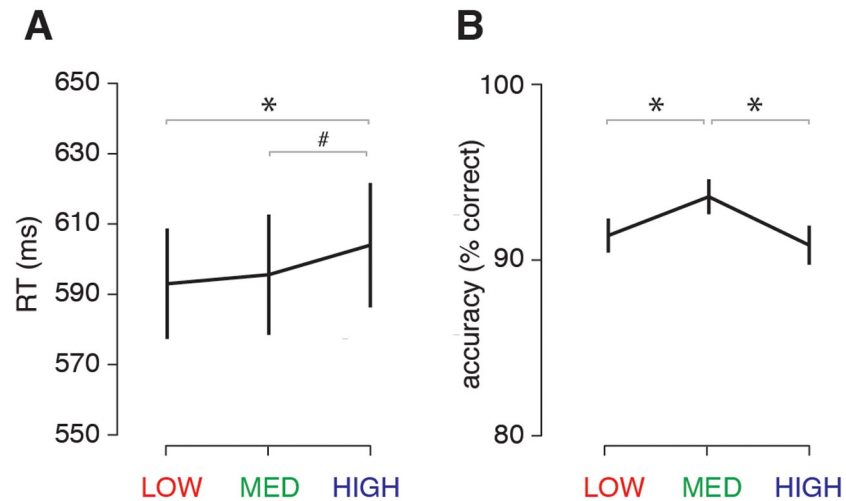 A
RT (ms)
650
630
610
590
570
550
*
#
LOW MED HIGH
B
accuracy (% correct)
100
90
80
* *
LOW MED HIGH